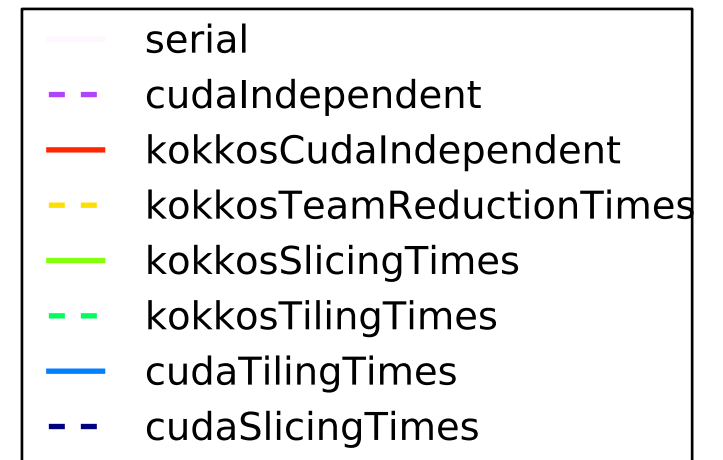 serial
cudaIndependent
kokkosCudaIndependent
kokkosTeamReductionTimes
kokkosSlicingTimes
kokkosTilingTimes
cudaTilingTimes
cudaSlicingTimes